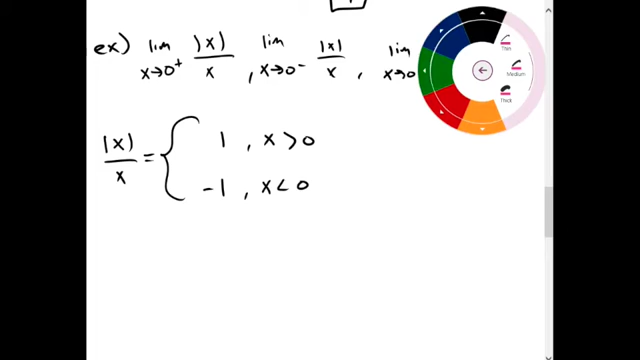 ex) lim x→0⁺ |x|/x , lim x→0⁻ |x|/x , lim x→0
|x|/x = { 1 , x > 0
-1 , x < 0
Thin
Medium
Thick